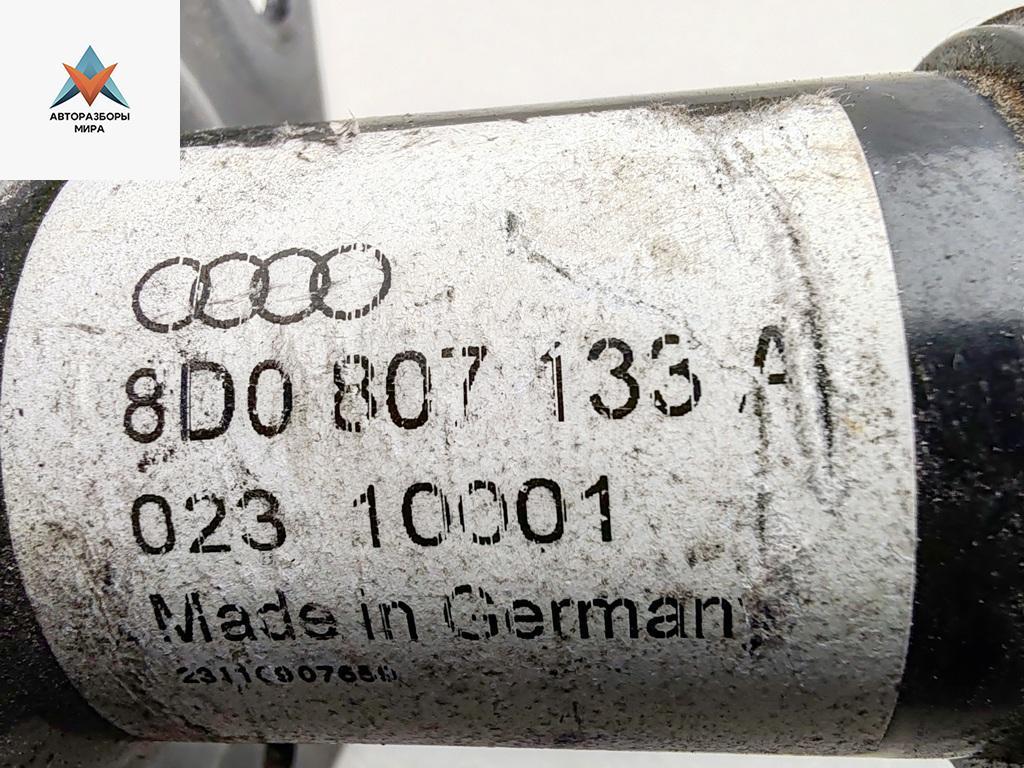 АВТОРАЗБОРЫ
МИРА
8D0 807 133 A
023 10001
Made in Germany